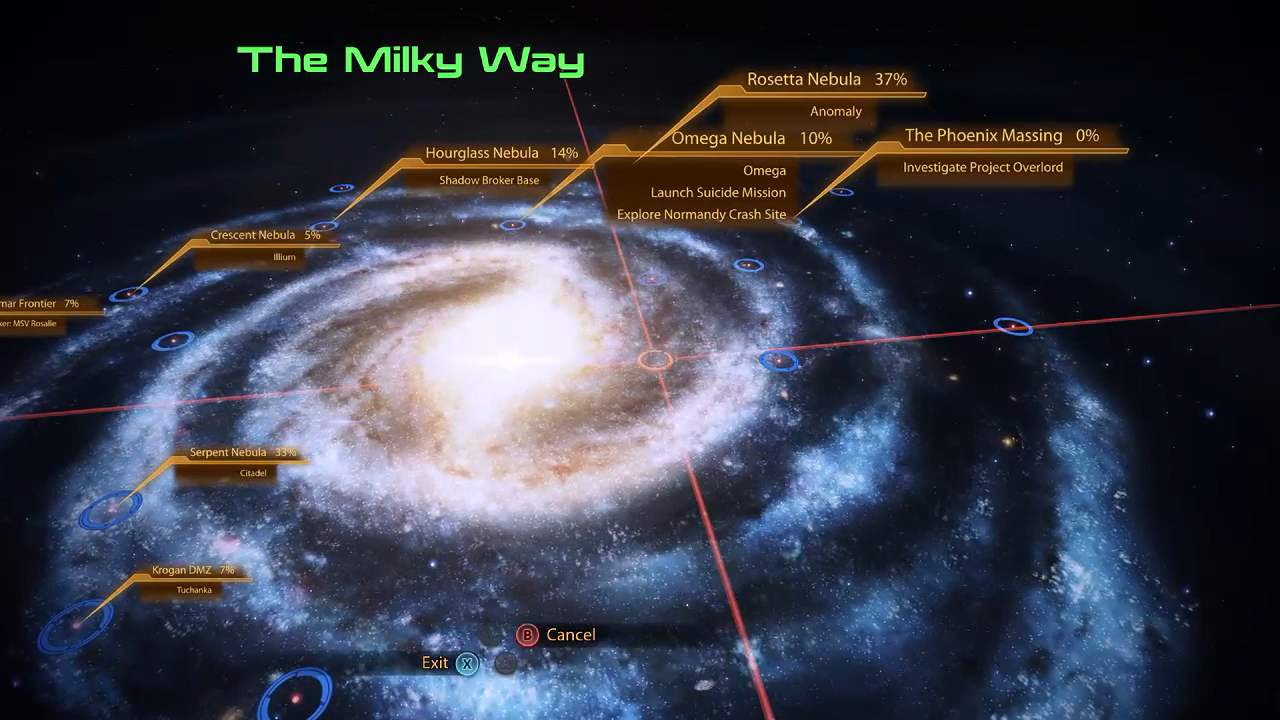 The Milky Way
Rosetta Nebula 37%
Anomaly
Omega Nebula 10%
Omega
Launch Suicide Mission
Explore Normandy Crash Site
The Phoenix Massing 0%
Investigate Project Overlord
Hourglass Nebula 14%
Shadow Broker Base
Crescent Nebula 5%
Illium
mar Frontier 7%
ker: MSV Rosalie
Serpent Nebula 33%
Citadel
Krogan DMZ 7%
Tuchanka
B Cancel
Exit X